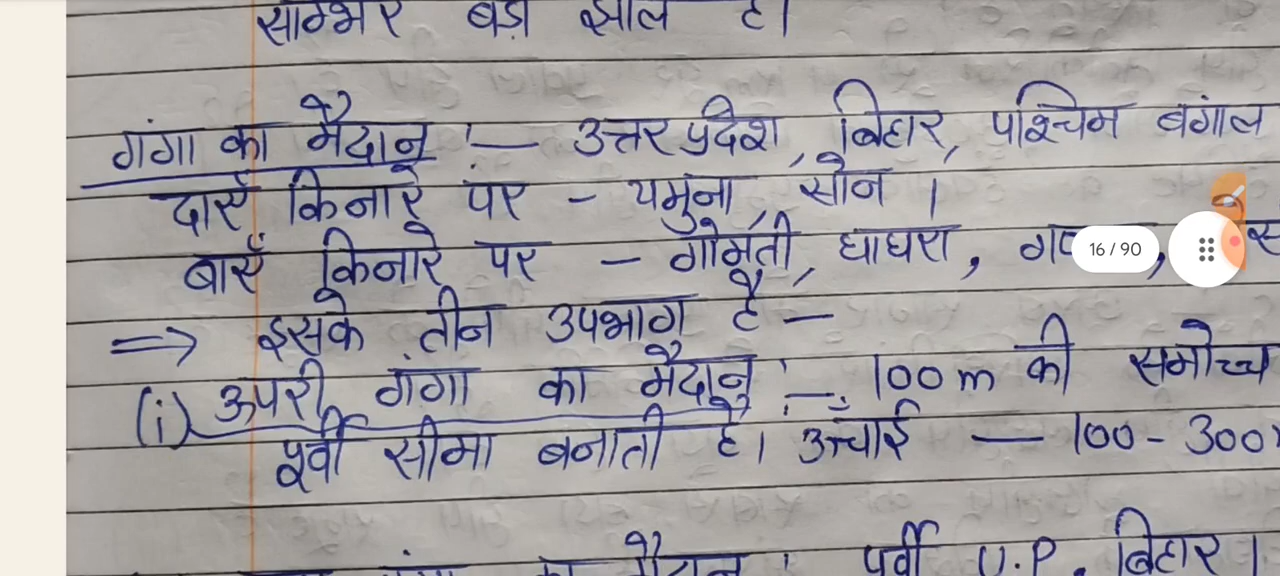 साम्भर बड़ी झील है।
गंगा का मैदान :— उत्तर प्रदेश, बिहार, पश्चिम बंगाल
दाएँ किनारे पर - यमुना, सोन।
बाएँ किनारे पर — गोमती, घाघरा,
16 / 90
⇒ इसके तीन उपभाग हैं —
(i) ऊपरी गंगा का मैदान :— 100m की समोच्च
पूर्वी सीमा बनाती है। ऊँचाई — 100 - 300
का मैदान : पूर्वी U.P. बिहार।